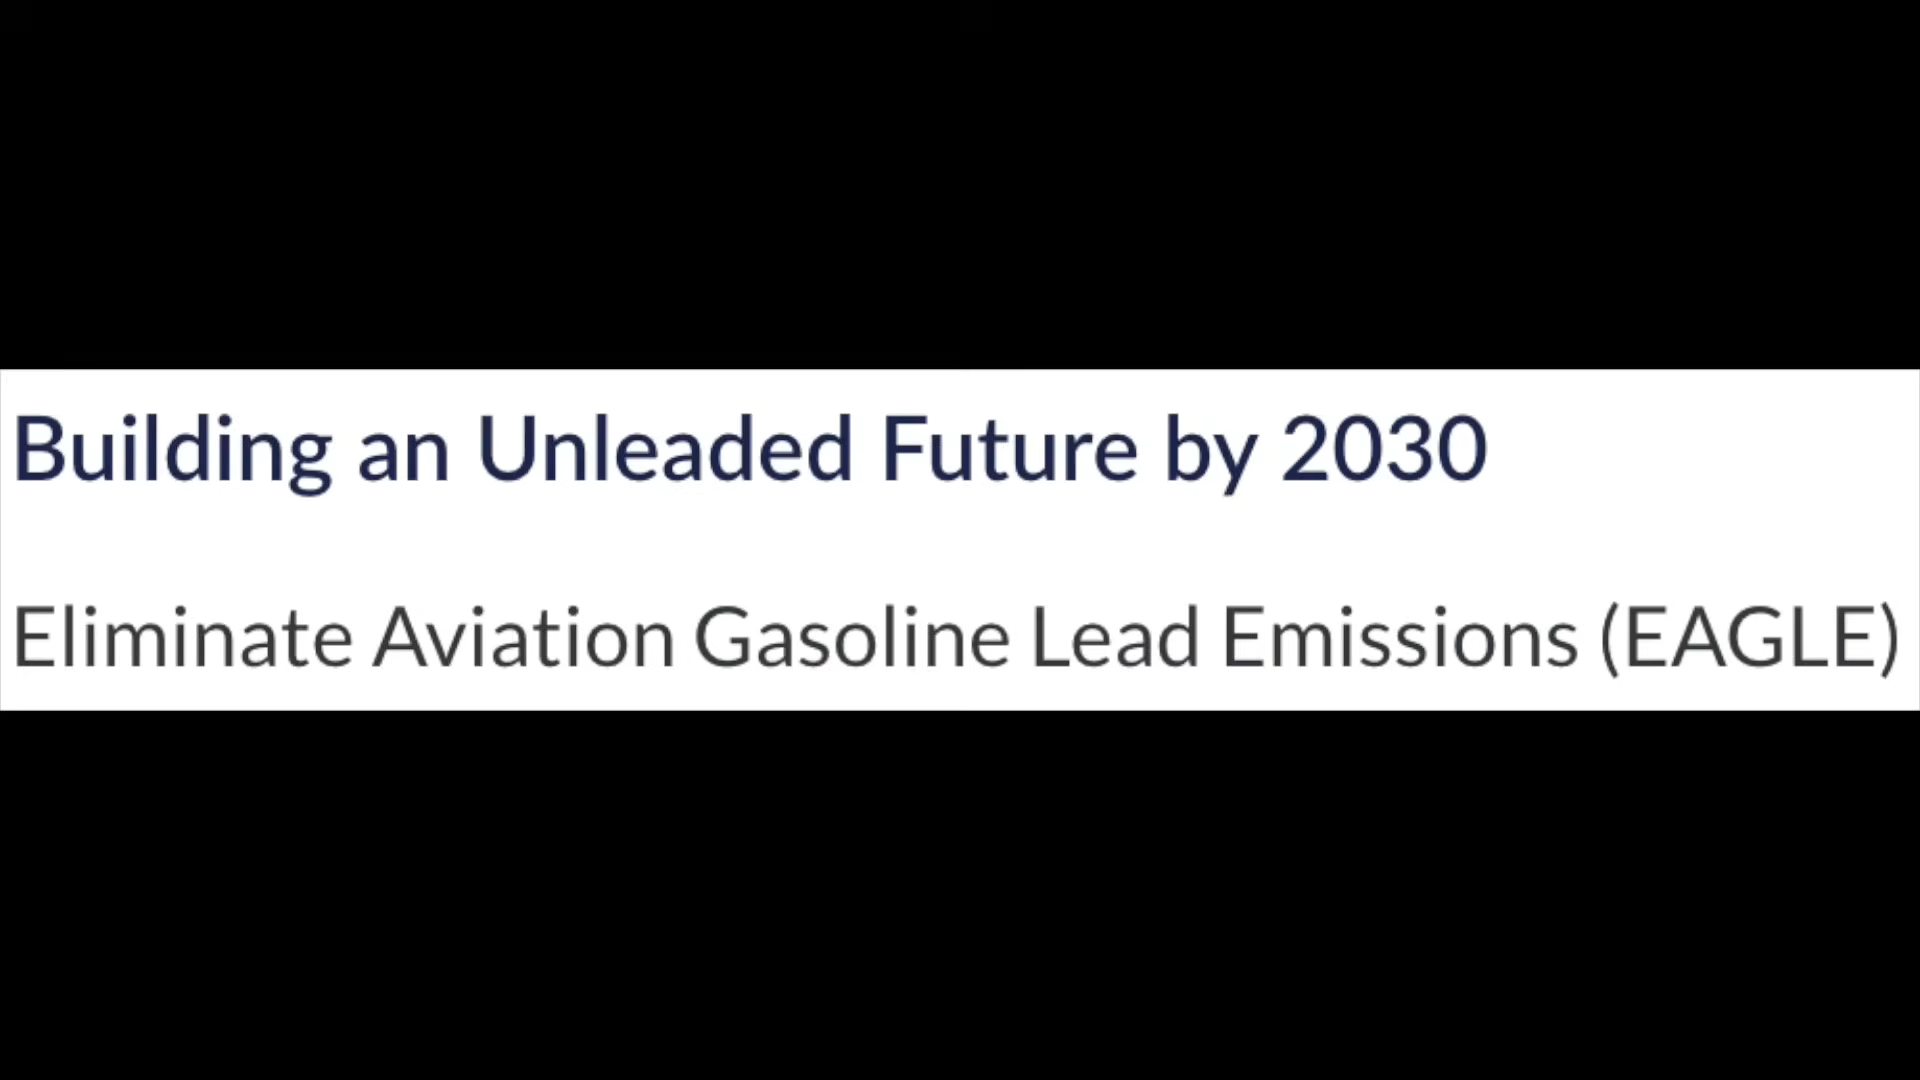 Building an Unleaded Future by 2030
Eliminate Aviation Gasoline Lead Emissions (EAGLE)